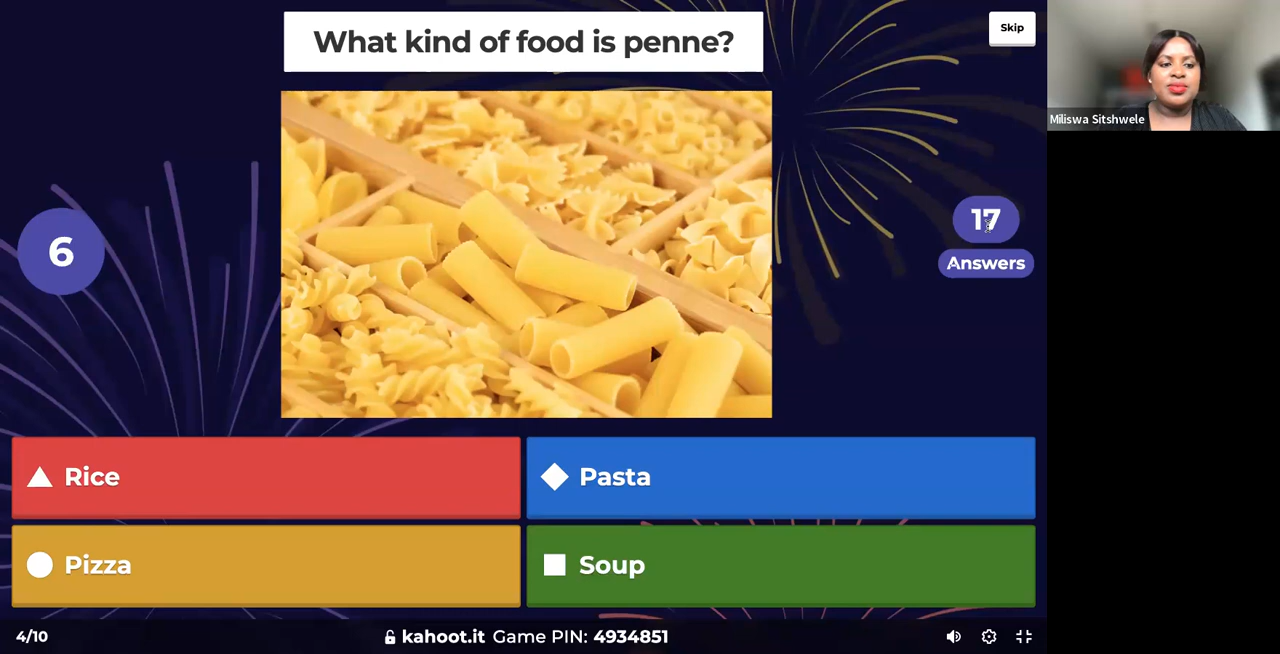 What kind of food is penne?
Skip
Miliswa Sitshwele
6
17
Answers
Rice
Pasta
Pizza
Soup
4/10
kahoot.it Game PIN: 4934851